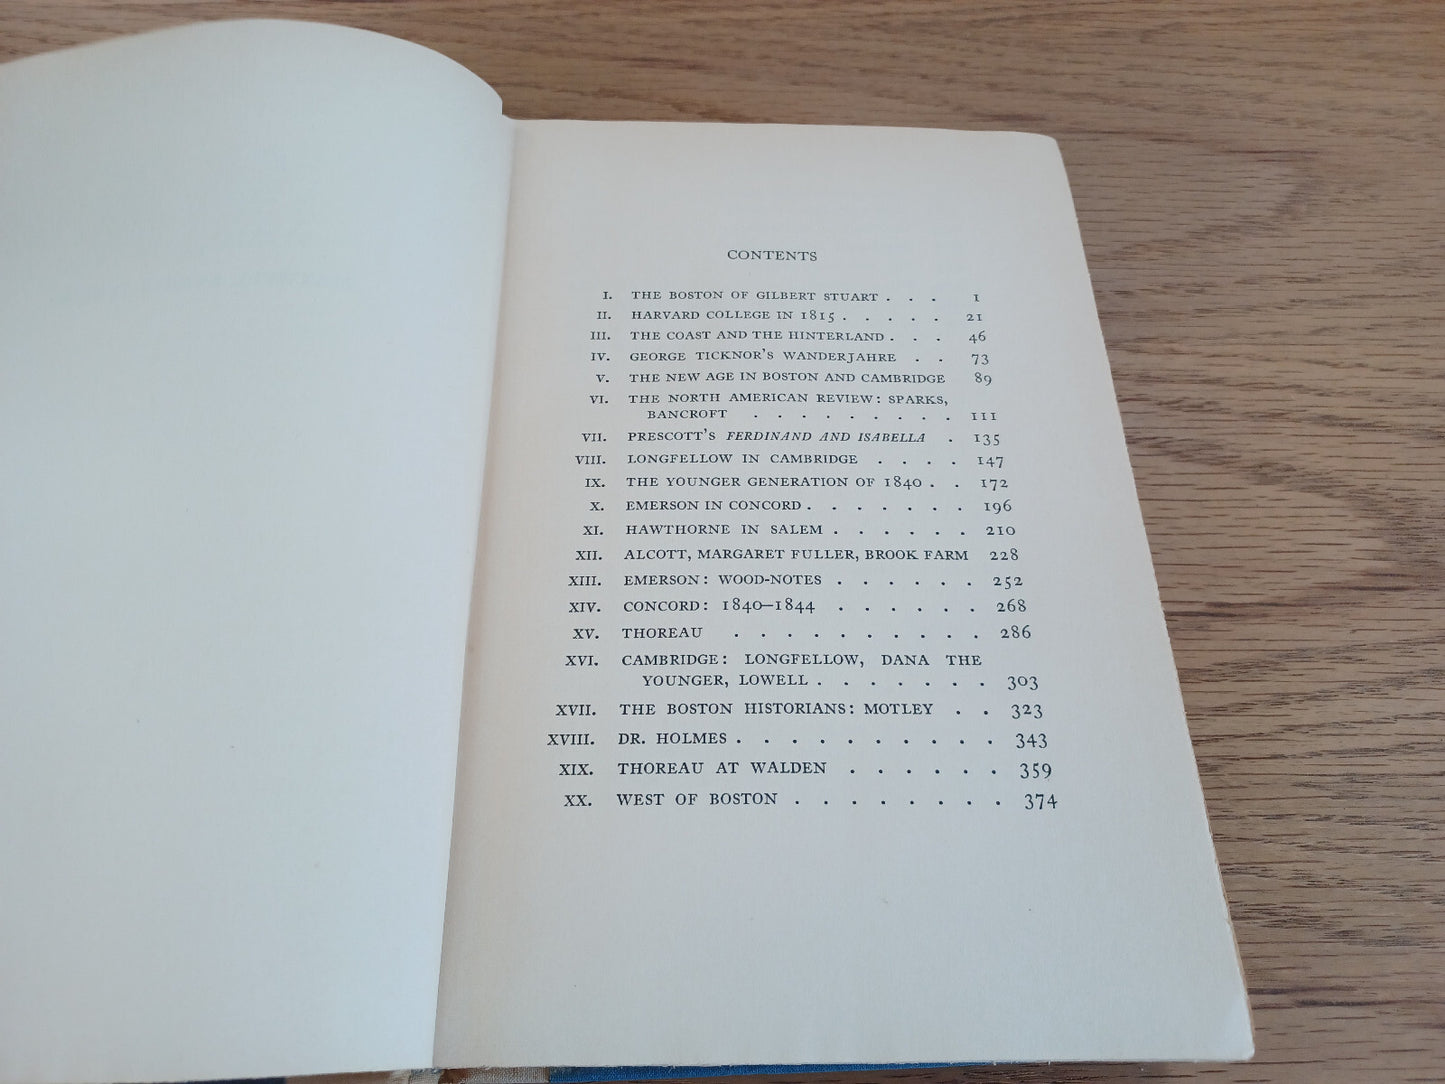 CONTENTS
I. THE BOSTON OF GILBERT STUART . . . 1
II. HARVARD COLLEGE IN 1815 . . . . . 21
III. THE COAST AND THE HINTERLAND . . . 46
IV. GEORGE TICKNOR'S WANDERJAHRE . . 73
V. THE NEW AGE IN BOSTON AND CAMBRIDGE 89
VI. THE NORTH AMERICAN REVIEW: SPARKS,
BANCROFT . . . . . . . . . 111
VII. PRESCOTT'S FERDINAND AND ISABELLA . 135
VIII. LONGFELLOW IN CAMBRIDGE . . . . 147
IX. THE YOUNGER GENERATION OF 1840 . . 172
X. EMERSON IN CONCORD . . . . . . . 196
XI. HAWTHORNE IN SALEM . . . . . . 210
XII. ALCOTT, MARGARET FULLER, BROOK FARM 228
XIII. EMERSON: WOOD-NOTES . . . . . . 252
XIV. CONCORD: 1840–1844 . . . . . . 268
XV. THOREAU . . . . . . . . . . 286
XVI. CAMBRIDGE: LONGFELLOW, DANA THE
YOUNGER, LOWELL . . . . . . . 303
XVII. THE BOSTON HISTORIANS: MOTLEY . . 323
XVIII. DR. HOLMES . . . . . . . . . . 343
XIX. THOREAU AT WALDEN . . . . . . 359
XX. WEST OF BOSTON . . . . . . . . 374